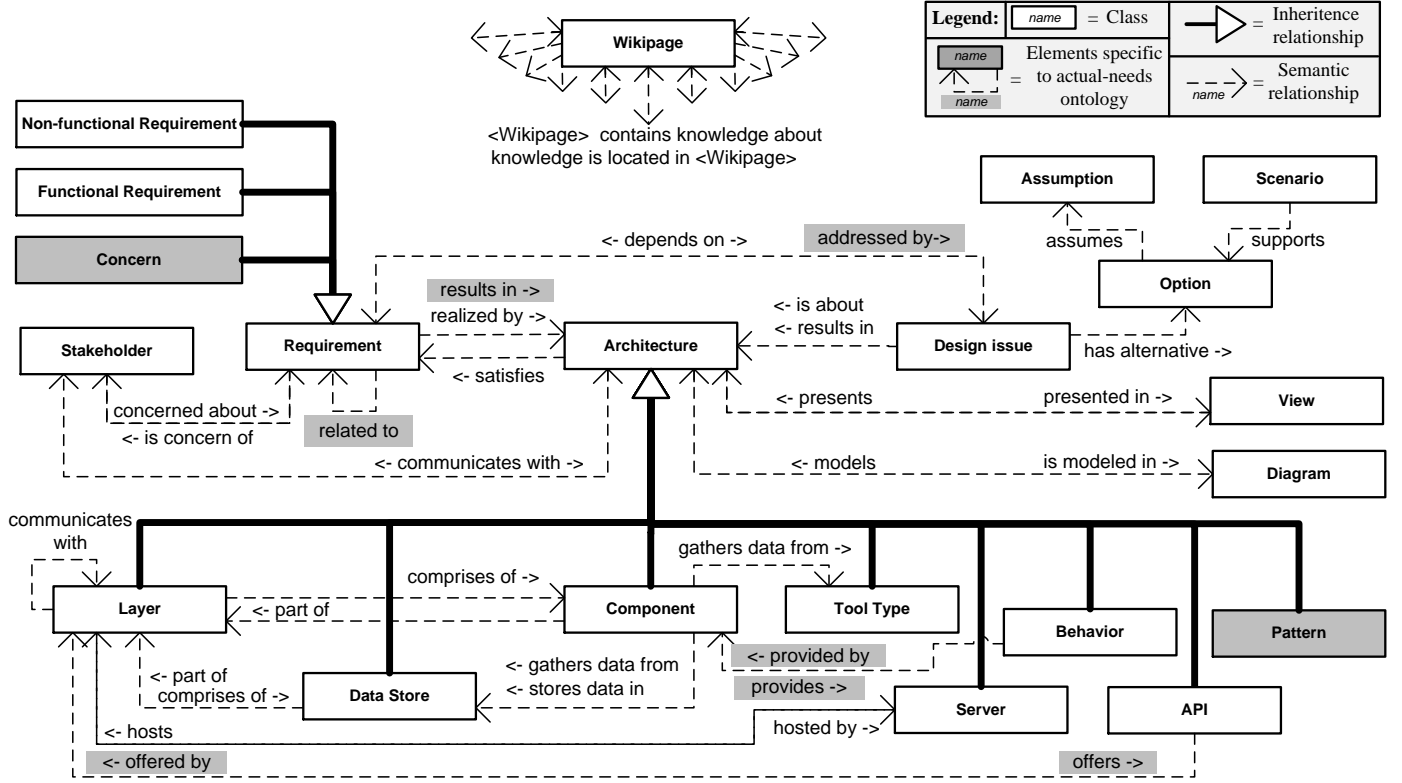 Wikipage
<Wikipage> contains knowledge about
knowledge is located in <Wikipage>
Legend:
name
= Class
name
name
= Elements specific
to actual-needs
ontology
= Inheritence
relationship
name
= Semantic
relationship
Non-functional Requirement
Functional Requirement
Concern
Assumption
Scenario
assumes
supports
Option
<- depends on ->
addressed by->
results in ->
realized by ->
<- is about
<- results in
Stakeholder
Requirement
Architecture
Design issue
has alternative ->
<- satisfies
concerned about ->
<- is concern of
related to
<- presents
presented in ->
View
<- communicates with ->
<- models
is modeled in ->
Diagram
communicates
with
gathers data from ->
comprises of ->
<- part of
Layer
Component
Tool Type
Behavior
Pattern
<- provided by
provides ->
<- gathers data from
<- stores data in
<- part of
comprises of ->
Data Store
Server
API
<- hosts
hosted by ->
<- offered by
offers ->